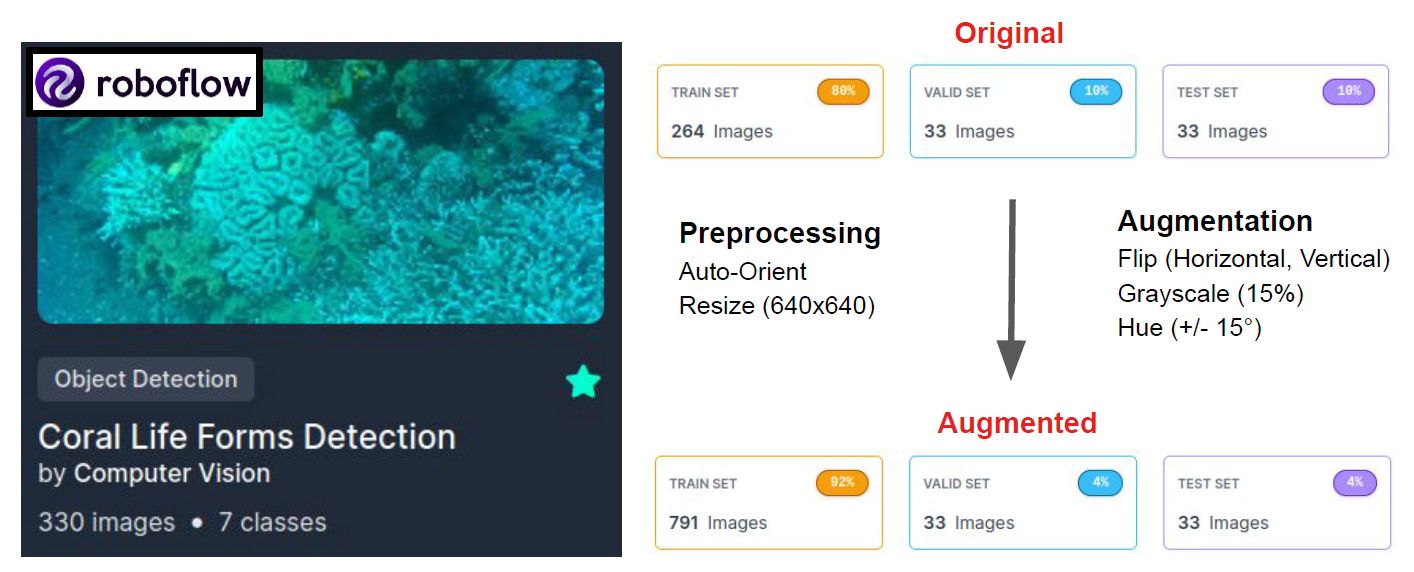 roboflow
Object Detection
Coral Life Forms Detection
by Computer Vision
330 images • 7 classes
Original
TRAIN SET 80%
264 Images
VALID SET 10%
33 Images
TEST SET 10%
33 Images
Preprocessing
Auto-Orient
Resize (640x640)
Augmentation
Flip (Horizontal, Vertical)
Grayscale (15%)
Hue (+/- 15°)
Augmented
TRAIN SET 92%
791 Images
VALID SET 4%
33 Images
TEST SET 4%
33 Images